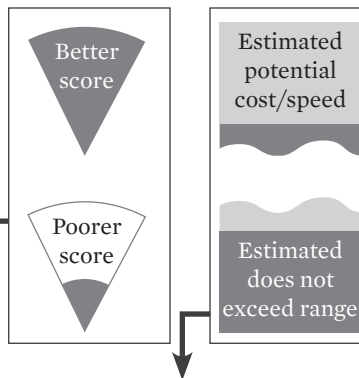 Better
score
Poorer
score
Estimated
potential
cost/speed
Estimated
does not
exceed range